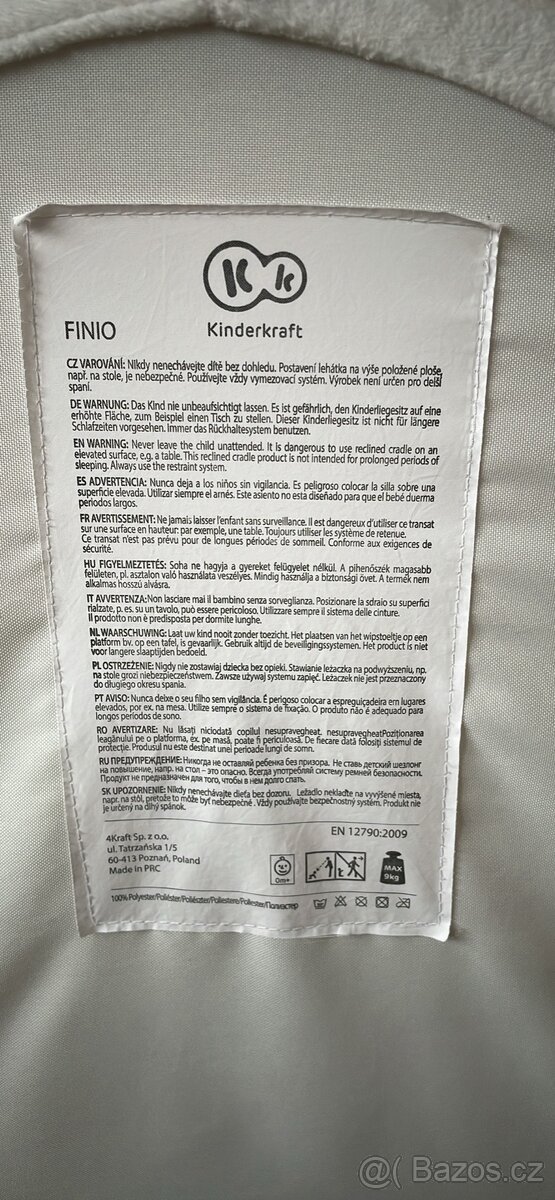 K k
Kinderkraft
FINIO
CZ VAROVÁNÍ: Nikdy nenechávejte dítě bez dohledu. Postavení lehátka na výše položené ploše,
např. na stole, je nebezpečné. Používejte vždy vymezovací systém. Výrobek není určen pro delší
spaní.
DE WARNUNG: Das Kind nie unbeaufsichtigt lassen. Es ist gefährlich, den Kinderliegesitz auf eine
erhöhte Fläche, zum Beispiel einen Tisch zu stellen. Dieser Kinderliegesitz ist nicht für längere
Schlafzeiten vorgesehen. Immer das Rückhaltesystem benutzen.
EN WARNING: Never leave the child unattended. It is dangerous to use reclined cradle on an
elevated surface, e.g. a table. This reclined cradle product is not intended for prolonged periods of
sleeping. Always use the restraint system.
ES ADVERTENCIA: Nunca deja a los niños sin vigilancia. Es peligroso colocar la silla sobre una
superficie elevada. Utilizar siempre el arnés. Este asiento no esta diseñado para que el bebé duerma
periodos largos.
FR AVERTISSEMENT: Ne jamais laisser l'enfant sans surveillance. Il est dangereux d'utiliser ce transat
sur une surface en hauteur: par exemple, une table. Toujours utiliser les système de retenue.
Ce transat n'est pas prévu pour de longues périodes de sommeil. Conforme aux exigences de
sécurité.
HU FIGYELMEZTETÉS: Soha ne hagyja a gyereket felügyelet nélkül. A pihenőszék magasabb
felületen, pl. asztalon való használata veszélyes. Mindig használja a biztonsági övet. A termék nem
alkalmas hosszú alvásra.
IT AVVERTENZA: Non lasciare mai il bambino senza sorveglianza. Posizionare la sdraio su superfici
rialzate, p. es. su un tavolo, può essere pericoloso. Utilizzare sempre il sistema delle cinture.
Il prodotto non è previsto per dormite lunghe.
NL WAARSCHUWING: Laat uw kind nooit zonder toezicht. Het plaatsen van het wipstoeltje op een
platform bv. op een tafel, is gevaarlijk. Gebruik altijd de beveiligingssystemen. Het product is niet
voor langere slaaptijden bedoeld.
PL OSTRZEŻENIE: Nigdy nie zostawiaj dziecka bez opieki. Stawianie leżaczka na podwyższeniu, np.
na stole grozi niebezpieczeństwem. Zawsze używaj systemu zapięć. Leżaczek nie jest przeznaczony
do długiego okresu spania.
PT AVISO: Nunca deixe o seu filho sem vigilância. É perigoso colocar a espreguiçadeira em lugares
elevados, por ex. na mesa. Utilize sempre o sistema de fixação. O produto não é adequado para
longos períodos de sono.
RO AVERTIZARE: Nu lăsați niciodată copilul nesupravegheat. nesupravegheatPoziționarea
leagănului pe o platforma, ex. pe masă, poate fi periculoasă. De fiecare dată folosiți sistemul de
protecție. Produsul nu este destinat unei perioade lungi de somn.
RU ПРЕДУПРЕЖДЕНИЕ: Никогда не оставляй ребенка без призора. Не ставь детский шезлонг
на повышение, напр. на стол – это опасно. Всегда употребляй систему ремней безопасности.
Продукт не предназначен для того, чтобы в нем долго спать.
SK UPOZORNENIE: Nikdy nenechávejte dieťa bez dozoru. Ležadlo neklaďte na vyvýšené miesta,
napr. na stôl, pretože to môže byť nebezpečné. Vždy používajte bezpečnostný systém. Produkt nie
je určený na dlhý spánok.
4Kraft Sp. z o.o.
ul. Tatrzańska 1/5
60-413 Poznań, Poland
Made in PRC
EN 12790:2009
0m+
MAX
9kg
100% Polyester/Poliéster/Poliészter/Poliestere/Poliester/Полиестер
@( Bazos.cz